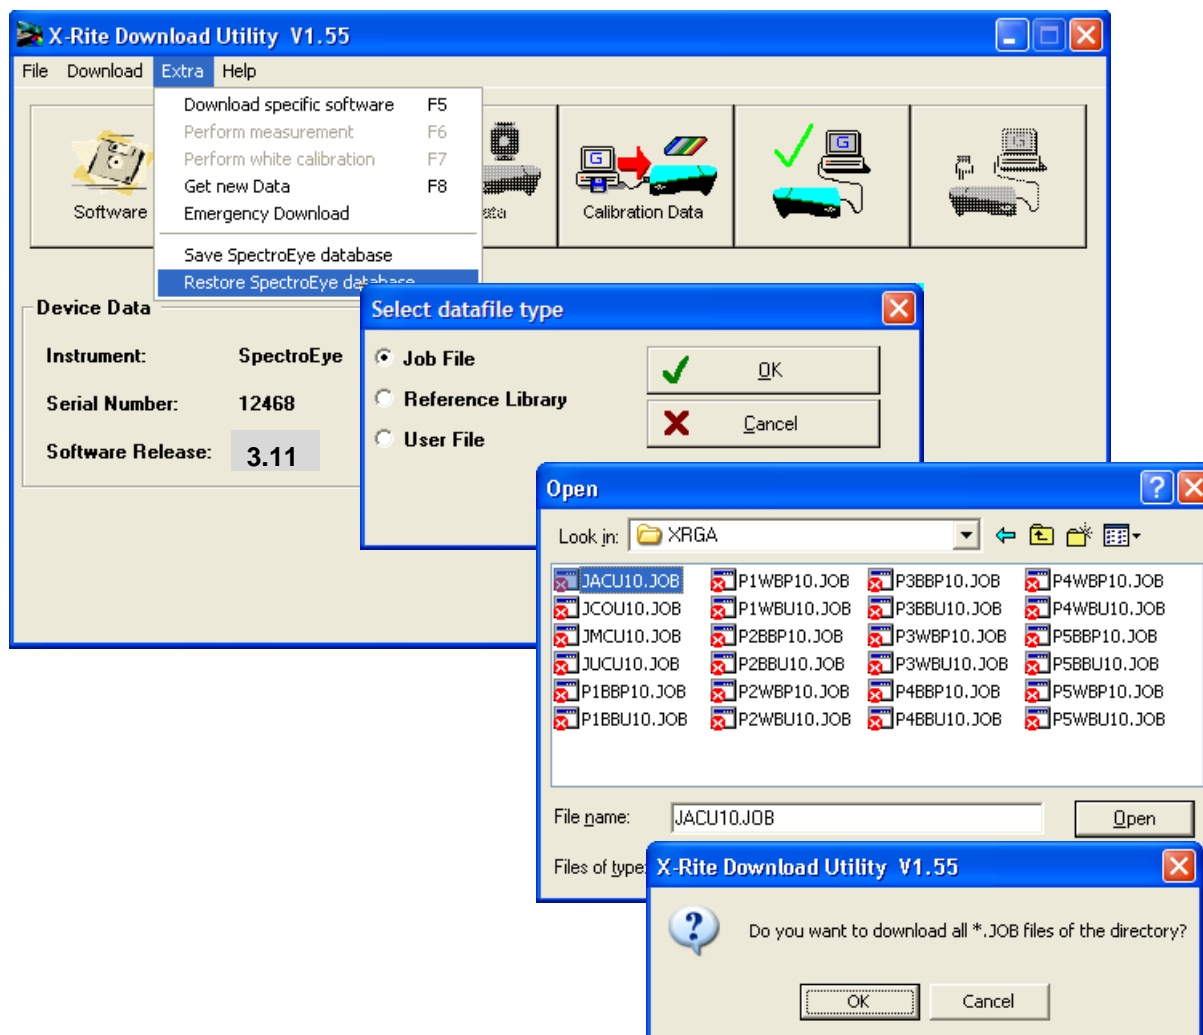 X-Rite Download Utility V1.55
File Download Extra Help
Download specific software F5
Perform measurement F6
Perform white calibration F7
Get new Data F8
Emergency Download
Save SpectroEye database
Restore SpectroEye database
Software
Calibration Data
G
G
Device Data
Instrument: SpectroEye
Serial Number: 12468
Software Release: 3.11
Select datafile type
Job File
Reference Library
User File
OK
Cancel
Open
Look in: XRGA
JACU10.JOB P1WBP10.JOB P3BBP10.JOB P4WBP10.JOB
JCOU10.JOB P1WBU10.JOB P3BBU10.JOB P4WBU10.JOB
JMCU10.JOB P2BBP10.JOB P3WBP10.JOB P5BBP10.JOB
JUCU10.JOB P2BBU10.JOB P3WBU10.JOB P5BBU10.JOB
P1BBP10.JOB P2WBP10.JOB P4BBP10.JOB P5WBP10.JOB
P1BBU10.JOB P2WBU10.JOB P4BBU10.JOB P5WBU10.JOB
File name: JACU10.JOB Open
Files of type
X-Rite Download Utility V1.55
Do you want to download all *.JOB files of the directory?
OK Cancel